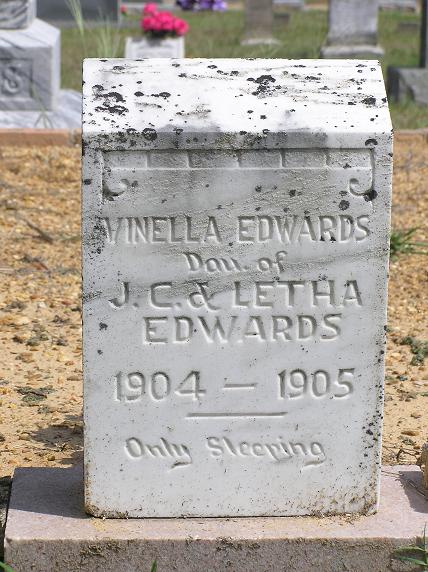 VINELLA EDWARDS
Dau. of
J. C. & LETHA
EDWARDS
1904 — 1905
Only Sleeping
S